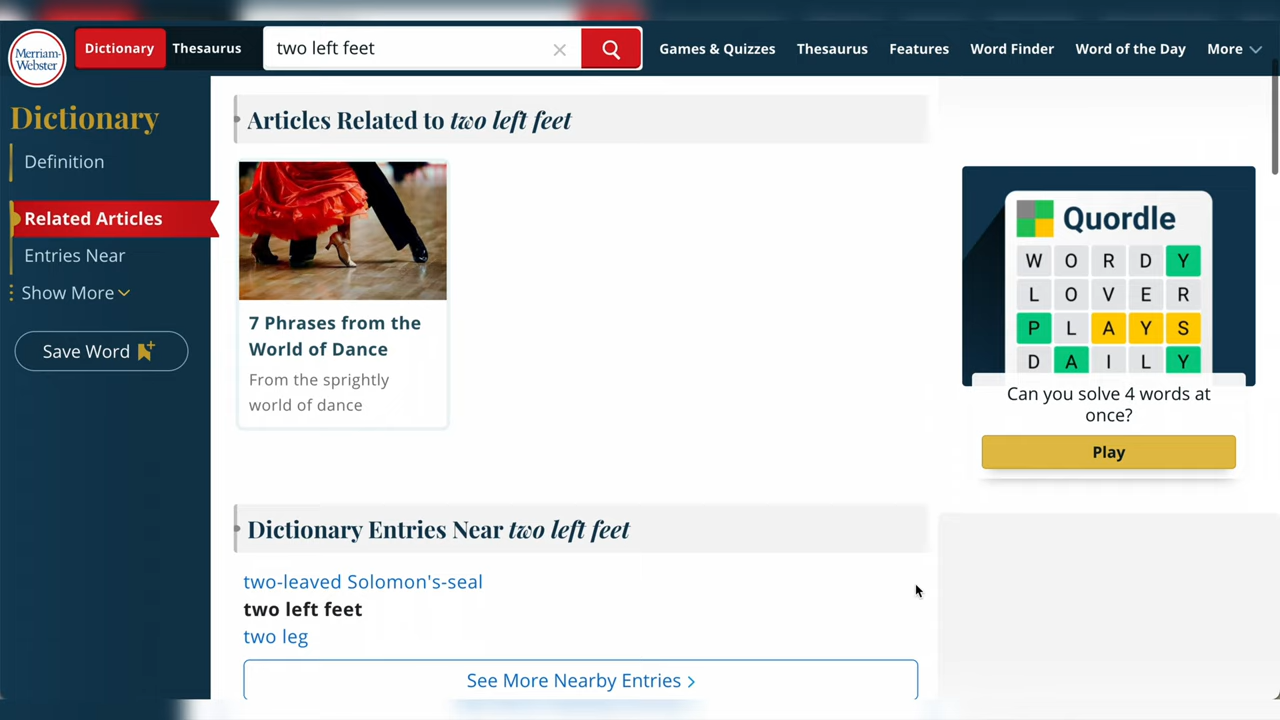 Merriam-
Webster
Dictionary
Thesaurus
two left feet
Games & Quizzes
Thesaurus
Features
Word Finder
Word of the Day
More
Dictionary
Definition
Related Articles
Entries Near
Show More
Save Word
Articles Related to two left feet
7 Phrases from the
World of Dance
From the sprightly
world of dance
Dictionary Entries Near two left feet
two-leaved Solomon's-seal
two left feet
two leg
See More Nearby Entries
Quordle
W O R D Y
L O V E R
P L A Y S
D A I L Y
Can you solve 4 words at
once?
Play